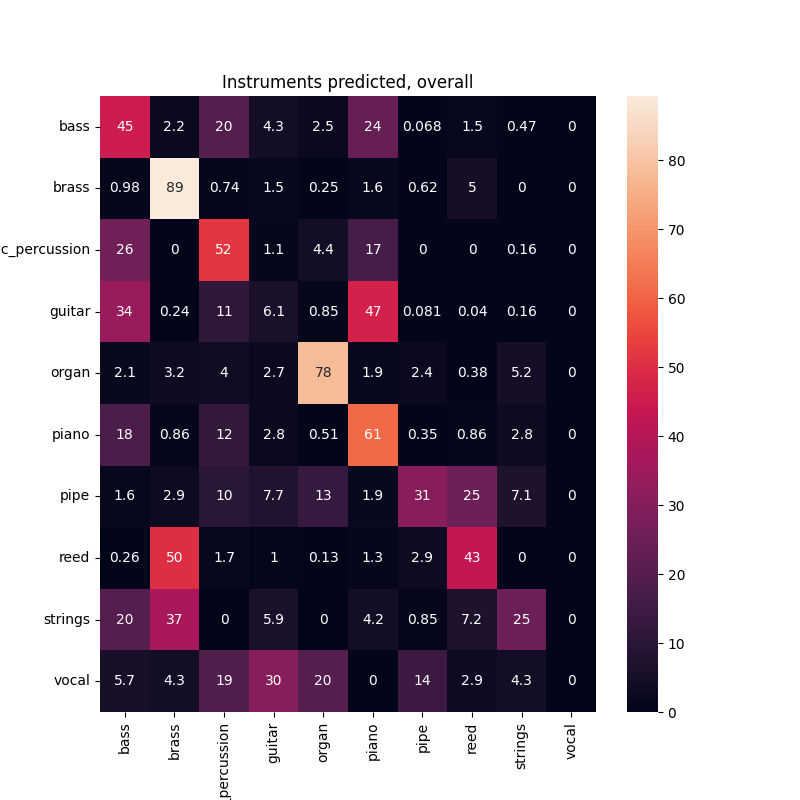 Instruments predicted, overall
bass 45 2.2 20 4.3 2.5 24 0.068 1.5 0.47 0
brass 0.98 89 0.74 1.5 0.25 1.6 0.62 5 0 0
c_percussion 26 0 52 1.1 4.4 17 0 0 0.16 0
guitar 34 0.24 11 6.1 0.85 47 0.081 0.04 0.16 0
organ 2.1 3.2 4 2.7 78 1.9 2.4 0.38 5.2 0
piano 18 0.86 12 2.8 0.51 61 0.35 0.86 2.8 0
pipe 1.6 2.9 10 7.7 13 1.9 31 25 7.1 0
reed 0.26 50 1.7 1 0.13 1.3 2.9 43 0 0
strings 20 37 0 5.9 0 4.2 0.85 7.2 25 0
vocal 5.7 4.3 19 30 20 0 14 2.9 4.3 0
bass brass _percussion guitar organ piano pipe reed strings vocal
80
70
60
50
40
30
20
10
0